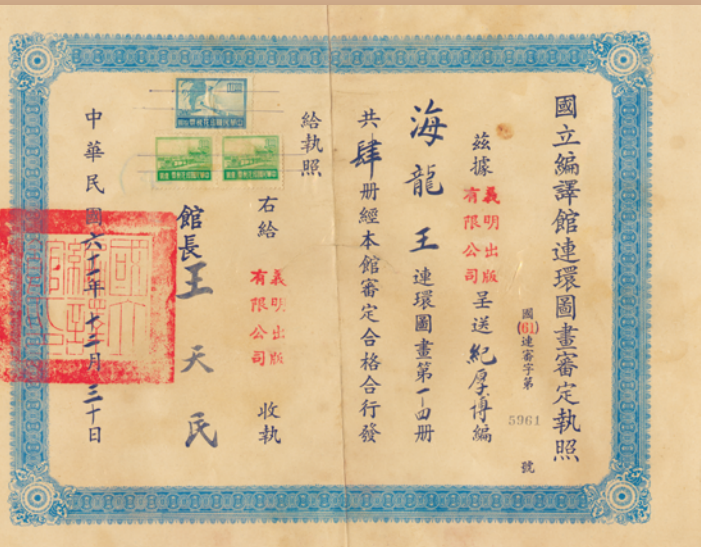 國立編譯館連環圖畫審定執照
國(61)連審字第 5961 號
茲據義明出版有限公司呈送紀厚博編
海龍王連環圖畫第一-四册
共肆册經本館審定合格合行發
給執照
右給 義明出版有限公司 收執
館長王天民
中華民國六十一年十二月三十日